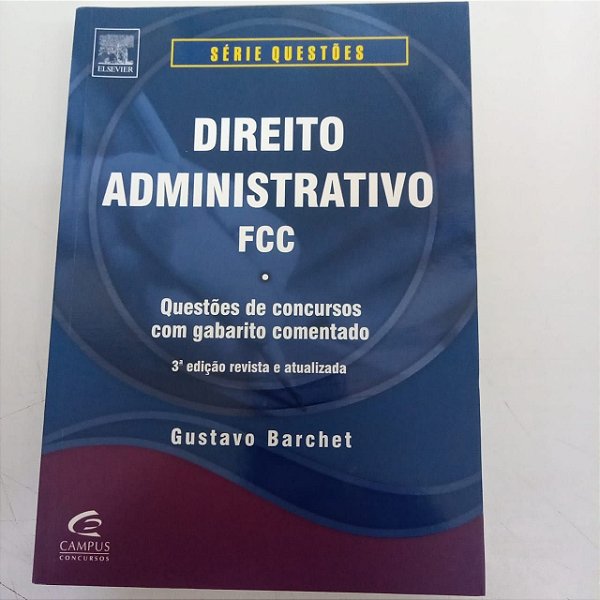 ELSEVIER
SÉRIE QUESTÕES
DIREITO
ADMINISTRATIVO
FCC
•
Questões de concursos
com gabarito comentado
3ª edição revista e atualizada
Gustavo Barchet
CAMPUS
CONCURSOS